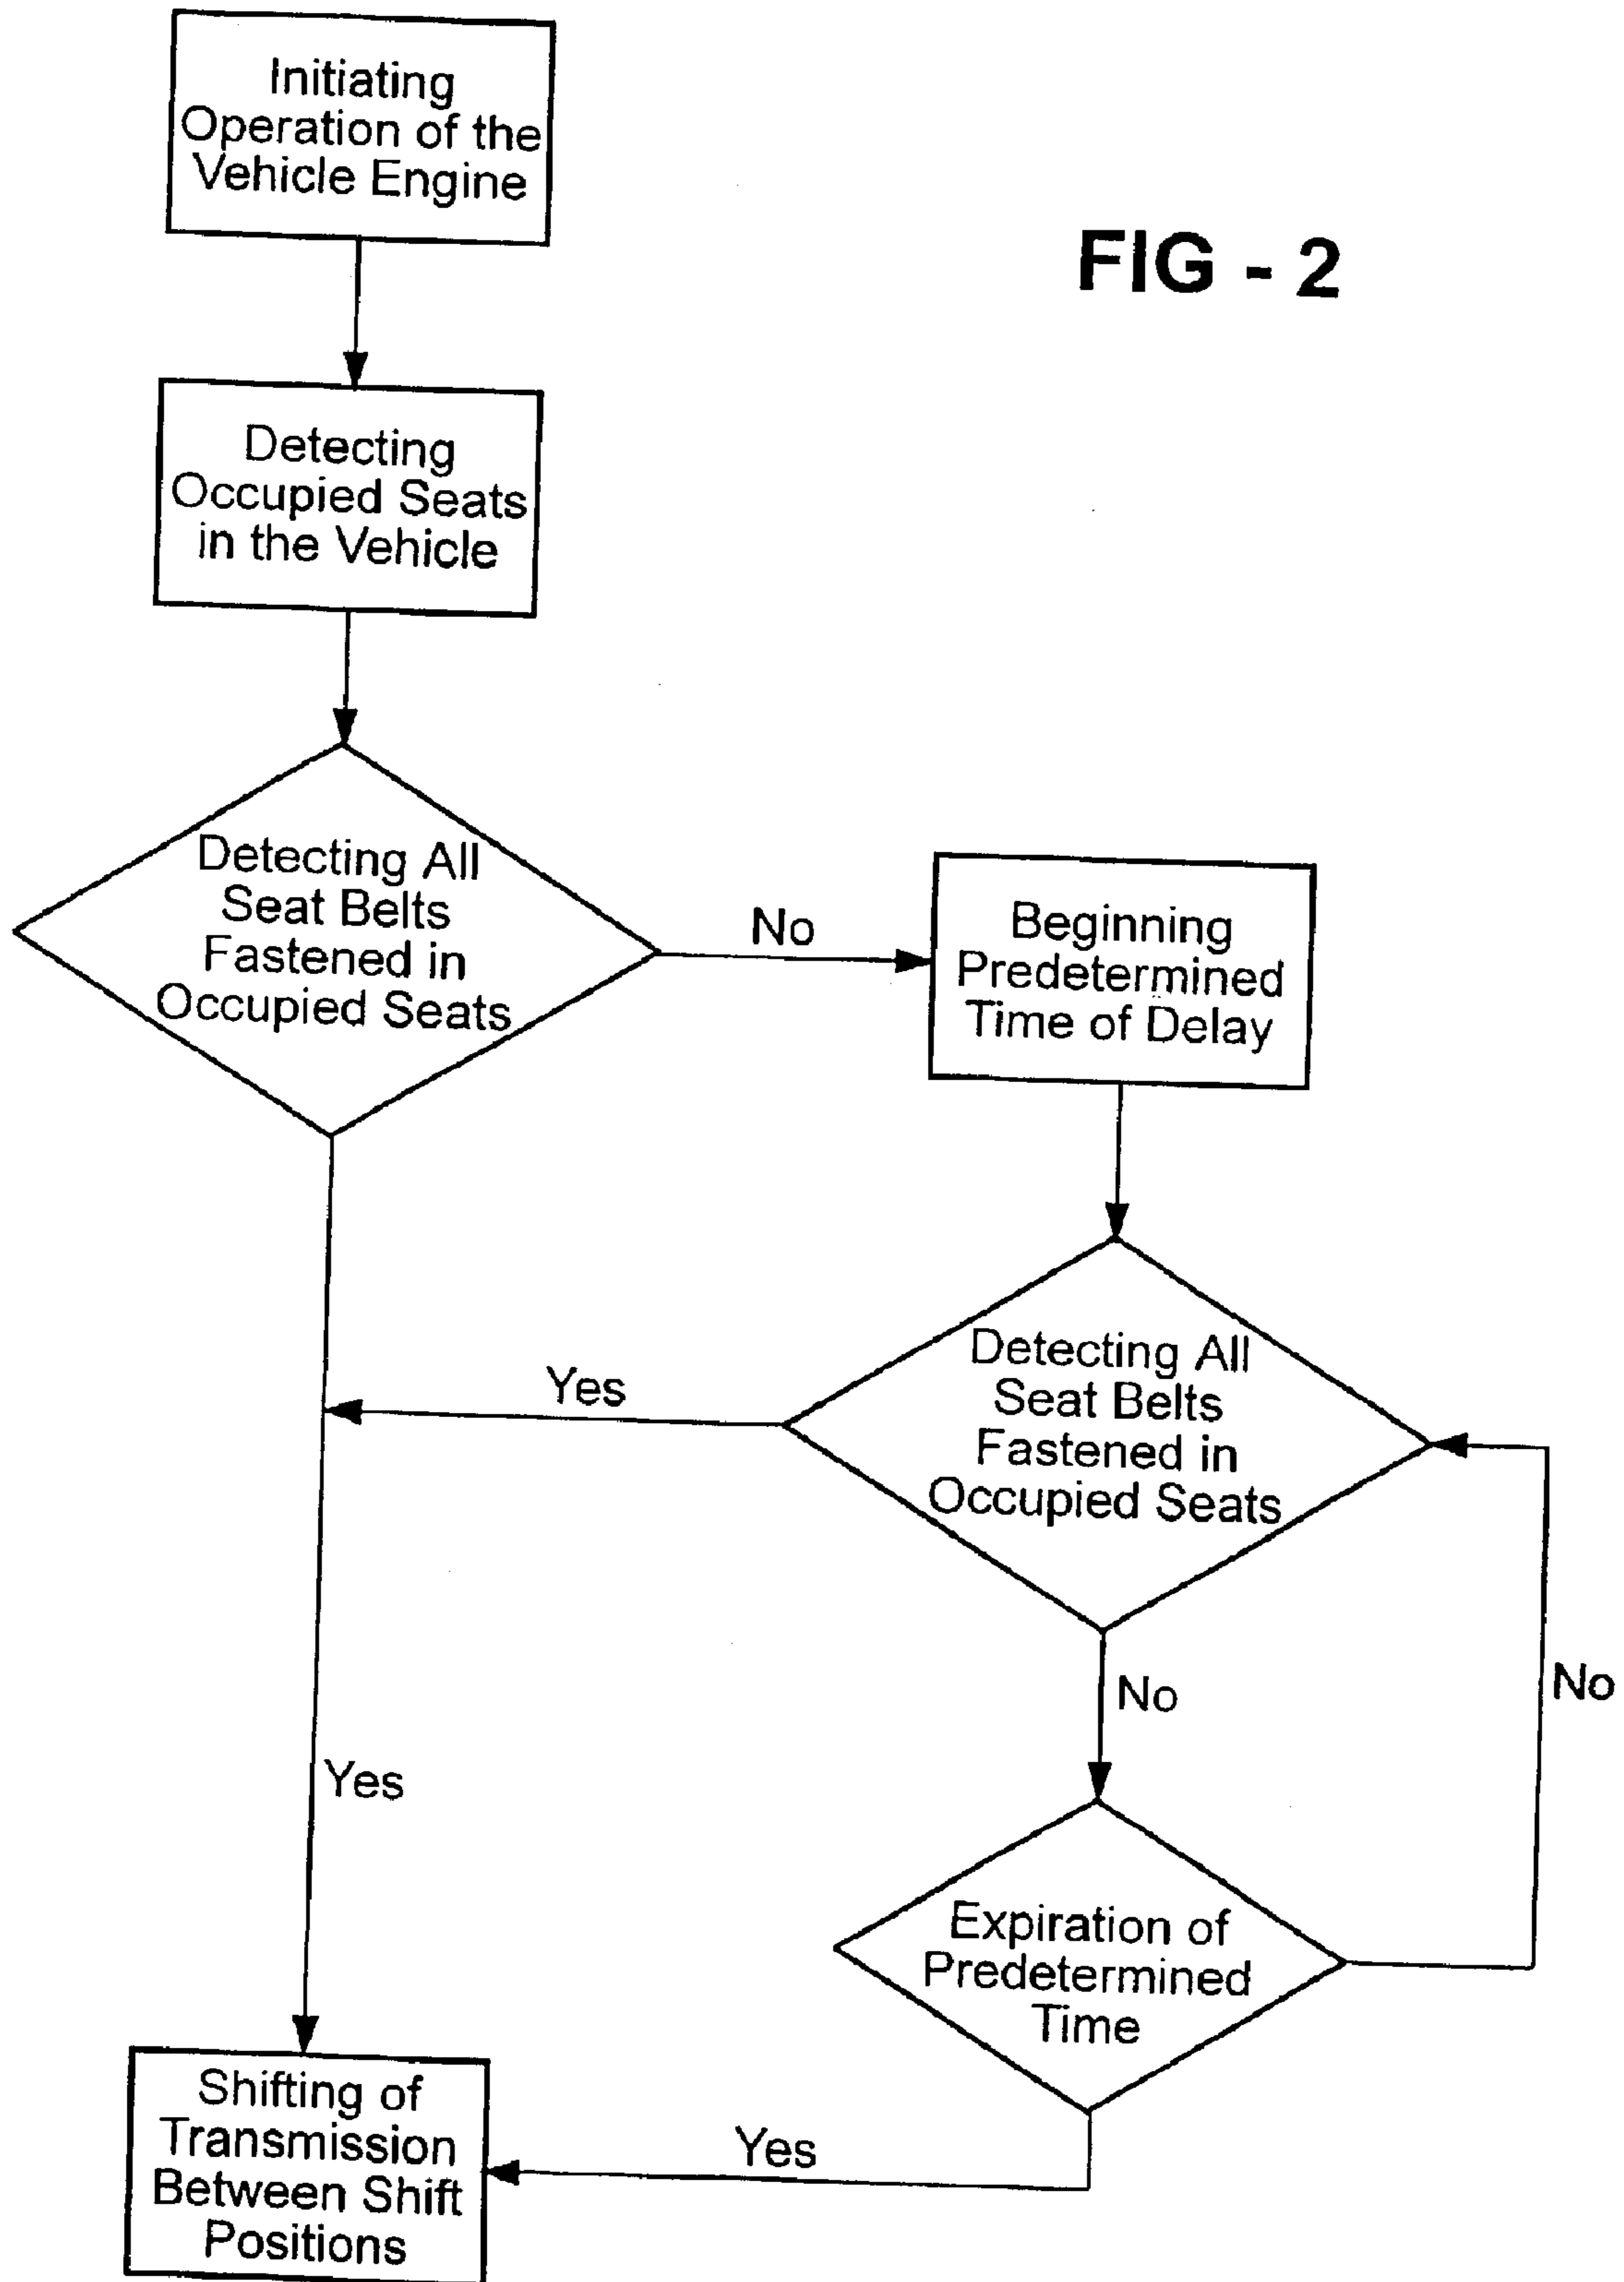 Initiating
Operation of the
Vehicle Engine
FIG - 2
Detecting
Occupied Seats
in the Vehicle
Detecting All
Seat Belts
Fastened in
Occupied Seats
No
Beginning
Predetermined
Time of Delay
Detecting All
Seat Belts
Fastened in
Occupied Seats
Yes
No
No
Yes
Expiration of
Predetermined
Time
Yes
Shifting of
Transmission
Between Shift
Positions